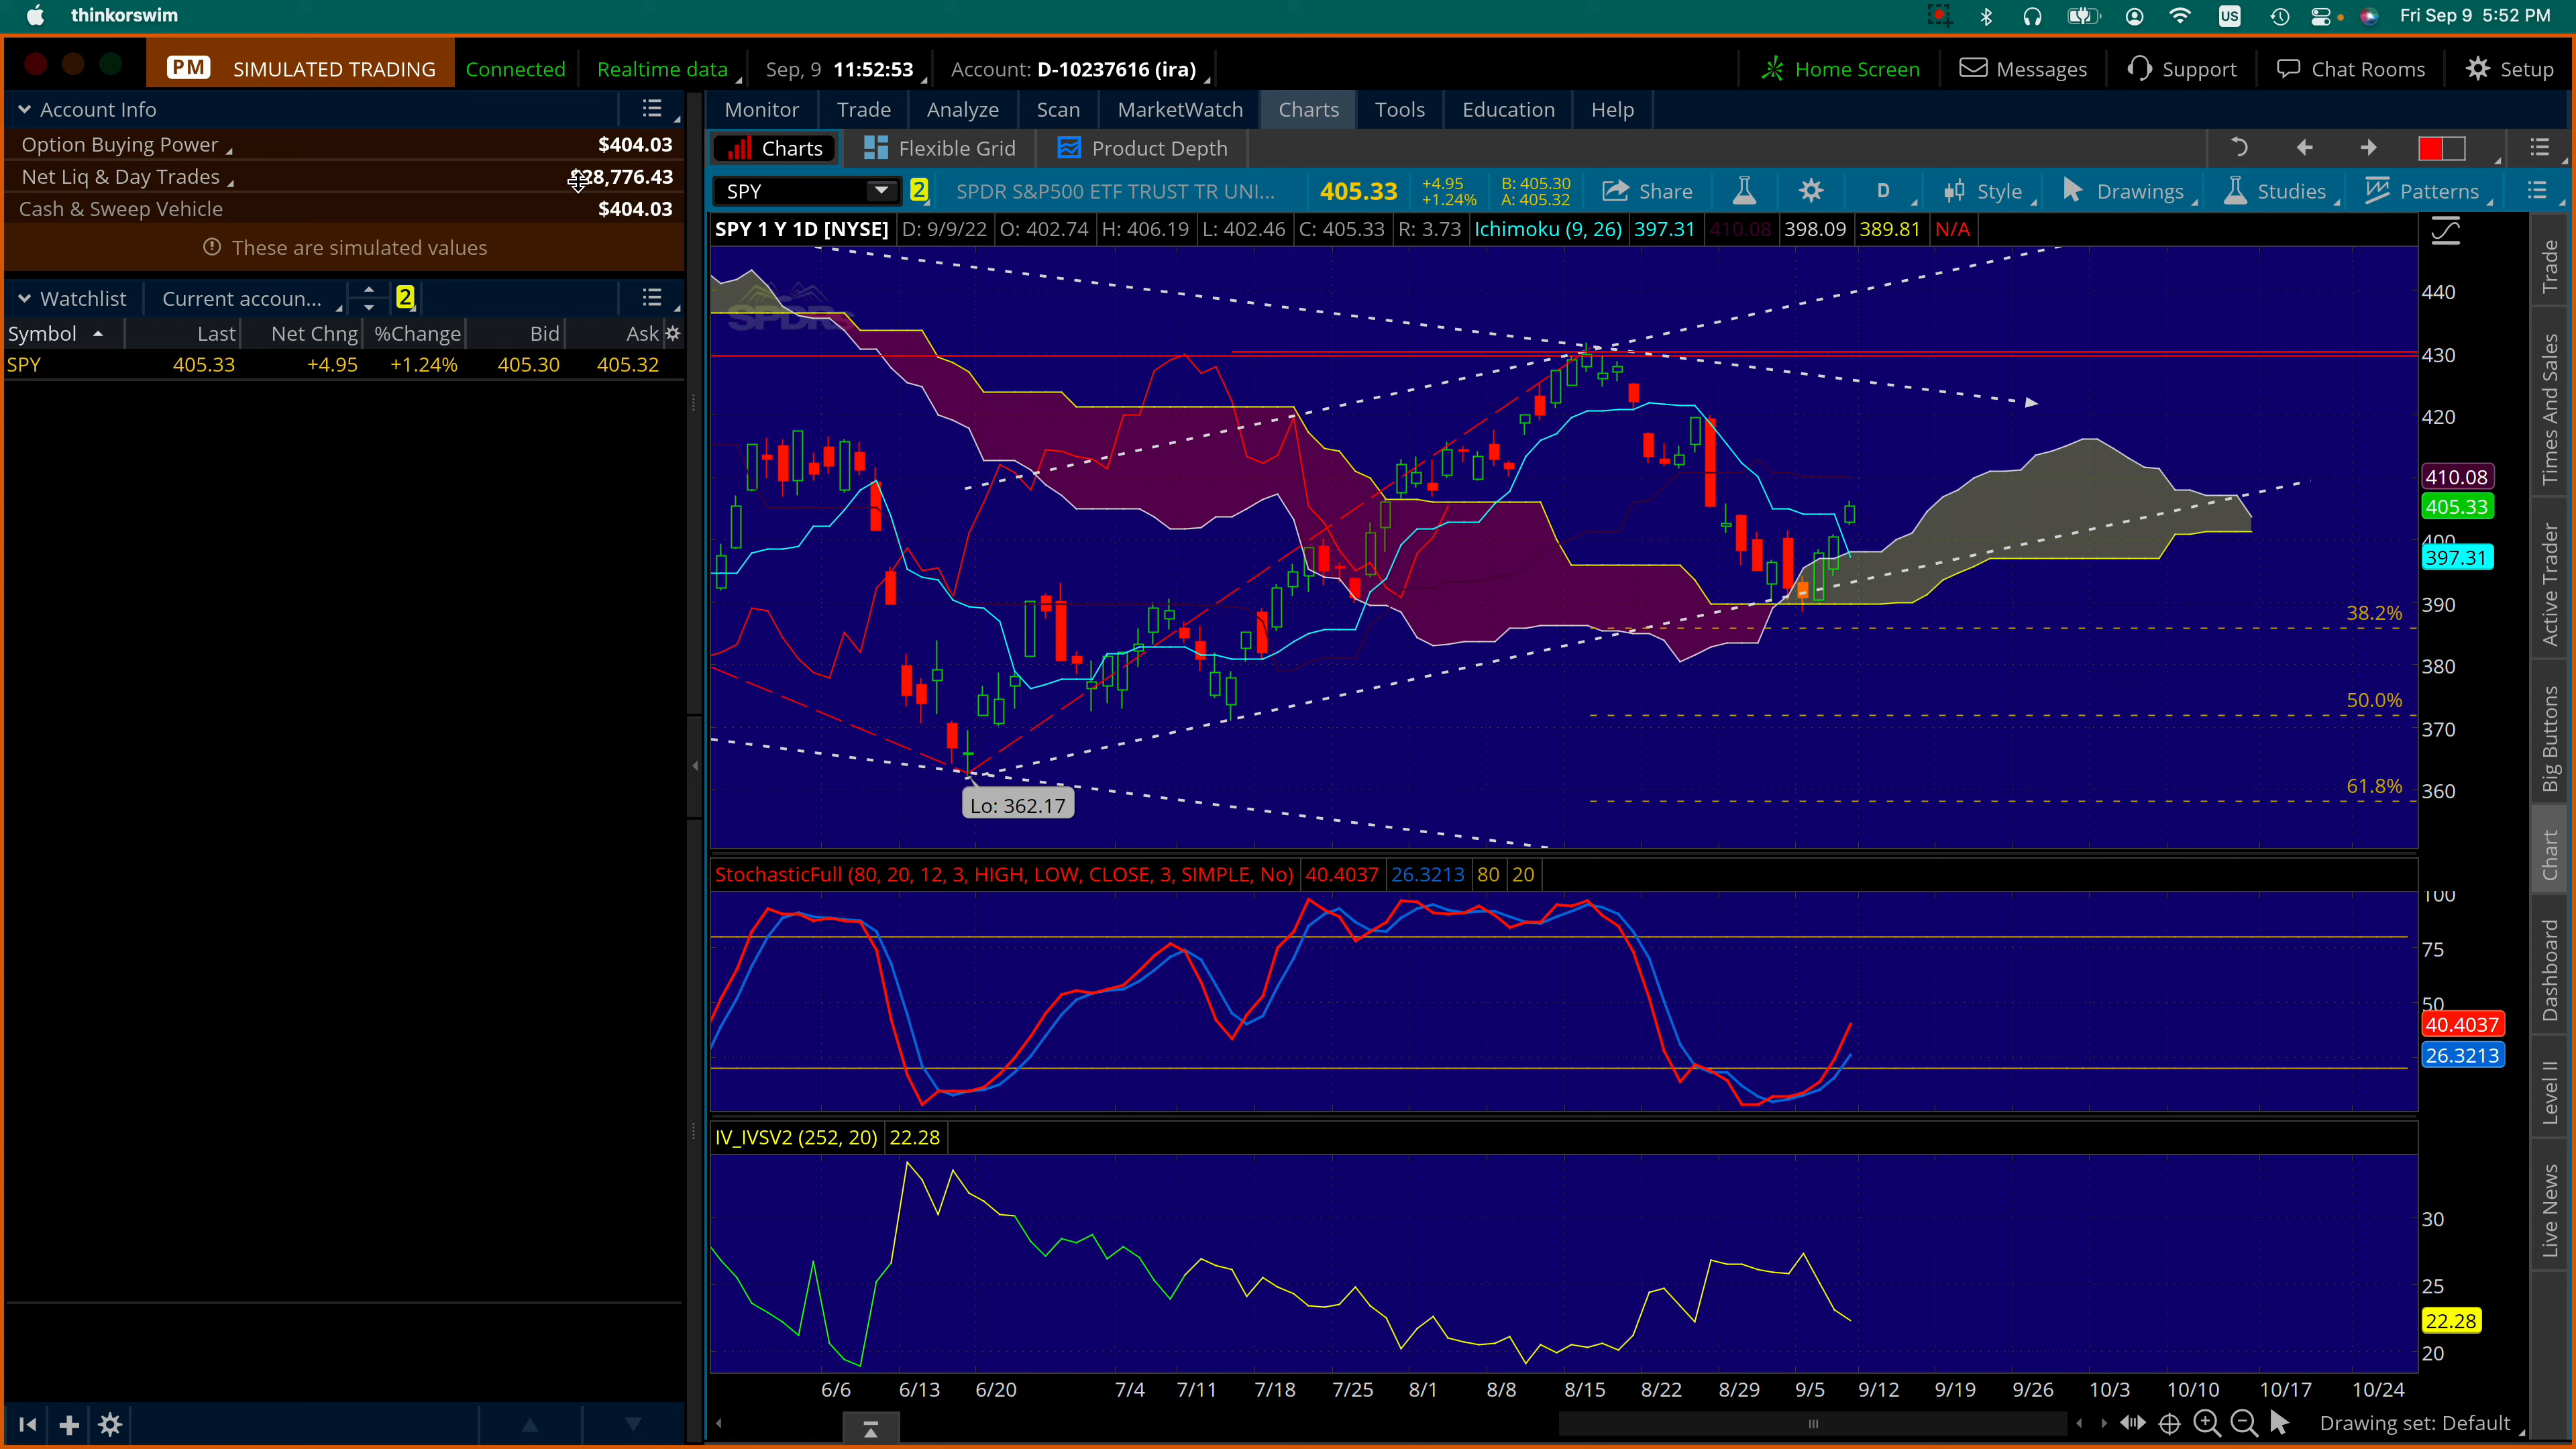 thinkorswim
US
Fri Sep 9 5:52 PM
PM SIMULATED TRADING Connected Realtime data Sep, 9 11:52:53 Account: D-10237616 (ira)
Home Screen Messages Support Chat Rooms Setup
Account Info
Option Buying Power $404.03
Net Liq & Day Trades 28,776.43
Cash & Sweep Vehicle $404.03
These are simulated values
Watchlist Current accoun... 2
Symbol Last Net Chng %Change Bid Ask
SPY 405.33 +4.95 +1.24% 405.30 405.32
Monitor Trade Analyze Scan MarketWatch Charts Tools Education Help
Charts Flexible Grid Product Depth
SPY 2 SPDR S&P500 ETF TRUST TR UNI... 405.33 +4.95 B: 405.30 Share D Style Drawings Studies Patterns
+1.24% A: 405.32
SPY 1 Y 1D [NYSE] D: 9/9/22 O: 402.74 H: 406.19 L: 402.46 C: 405.33 R: 3.73 Ichimoku (9, 26) 397.31 410.08 398.09 389.81 N/A
SPDR
440
430
420
410.08
405.33
400
397.31
390
38.2%
380
50.0%
370
61.8%
360
Lo: 362.17
StochasticFull (80, 20, 12, 3, HIGH, LOW, CLOSE, 3, SIMPLE, No) 40.4037 26.3213 80 20
100
75
50
40.4037
26.3213
IV_IVSV2 (252, 20) 22.28
30
25
22.28
20
6/6 6/13 6/20 7/4 7/11 7/18 7/25 8/1 8/8 8/15 8/22 8/29 9/5 9/12 9/19 9/26 10/3 10/10 10/17 10/24
Drawing set: Default
Trade
Times And Sales
Active Trader
Big Buttons
Chart
Dashboard
Level II
Live News